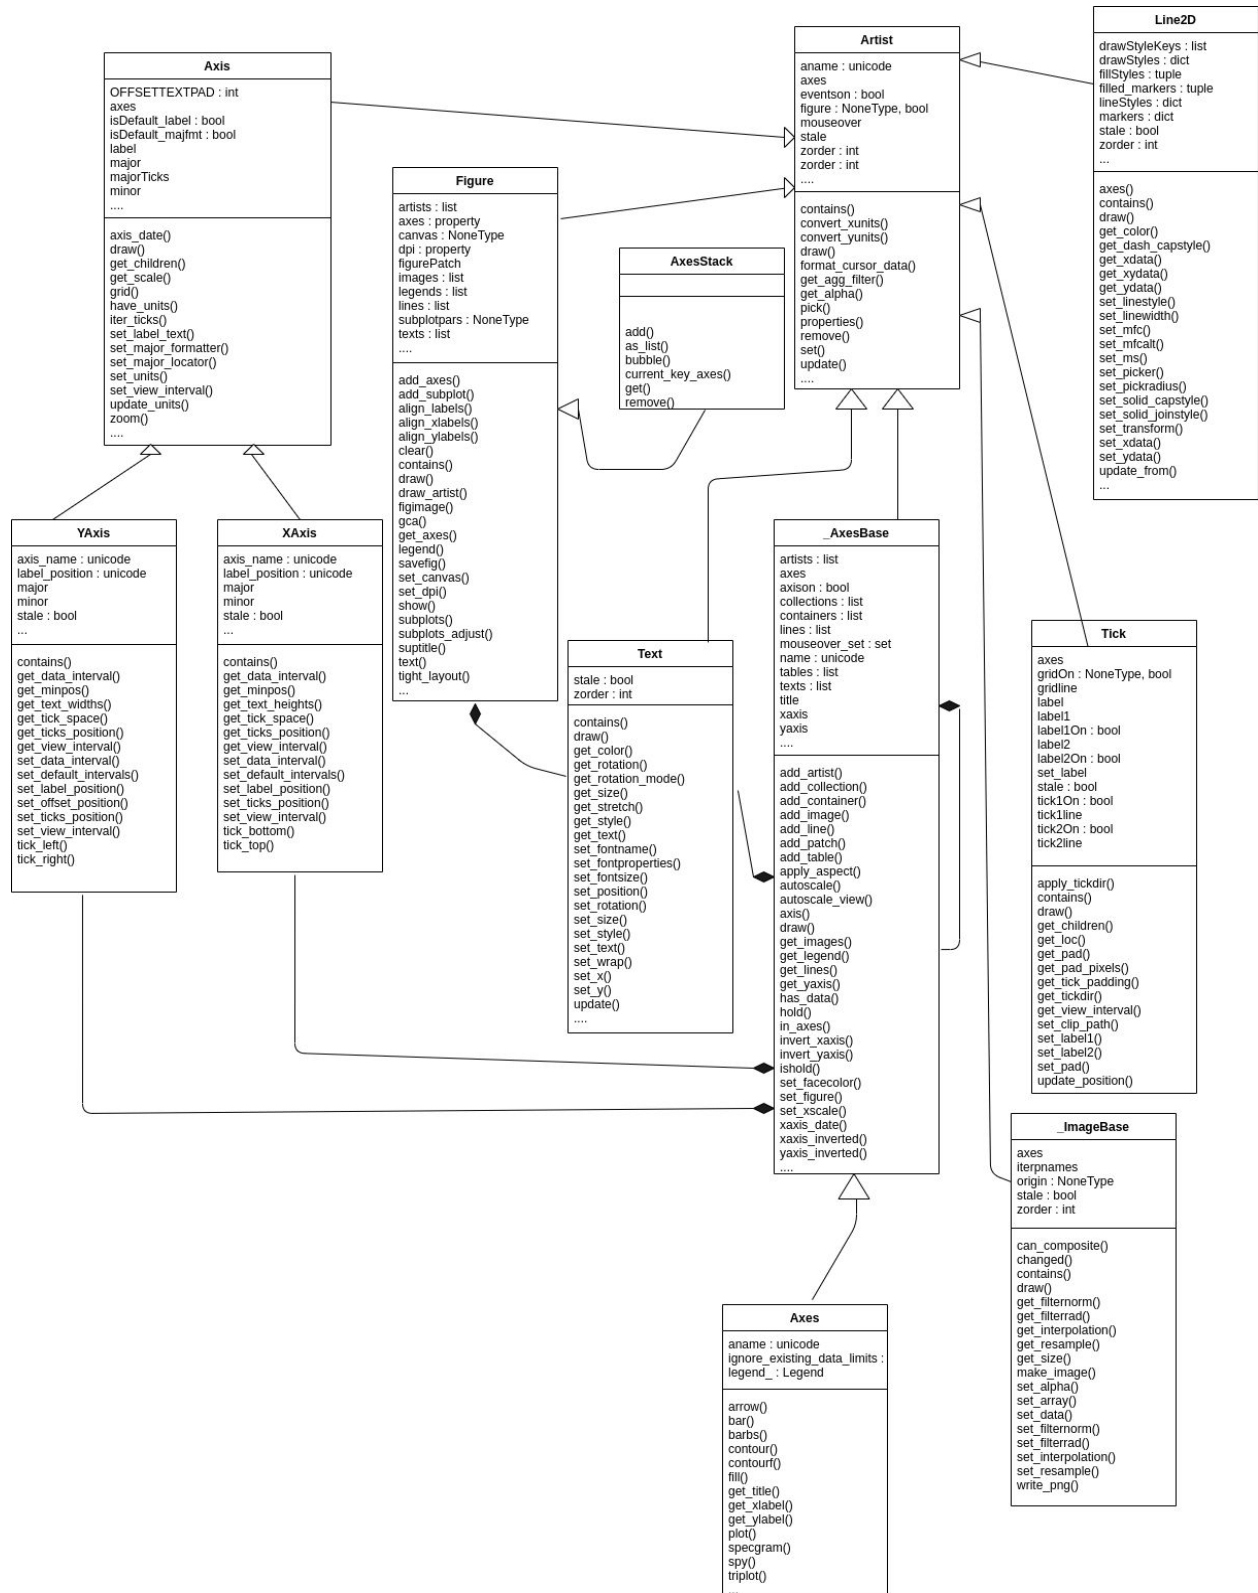 Axis
OFFSETTEXTPAD : int
axes
isDefault_label : bool
isDefault_majfmt : bool
label
major
majorTicks
minor
....
axis_date()
draw()
get_children()
get_scale()
grid()
have_units()
iter_ticks()
set_label_text()
set_major_formatter()
set_major_locator()
set_units()
set_view_interval()
update_units()
zoom()
....
Figure
artists : list
axes : property
canvas : NoneType
dpi : property
figurePatch
images : list
legends : list
lines : list
subplotpars : NoneType
texts : list
....
add_axes()
add_subplot()
align_labels()
align_xlabels()
align_ylabels()
clear()
contains()
draw()
draw_artist()
figimage()
gca()
get_axes()
legend()
savefig()
set_canvas()
set_dpi()
show()
subplots()
subplots_adjust()
suptitle()
text()
tight_layout()
...
AxesStack
add()
as_list()
bubble()
current_key_axes()
get()
remove()
Artist
aname : unicode
axes
eventson : bool
figure : NoneType, bool
mouseover
stale
zorder : int
zorder : int
....
contains()
convert_xunits()
convert_yunits()
draw()
format_cursor_data()
get_agg_filter()
get_alpha()
pick()
properties()
remove()
set()
update()
....
Line2D
drawStyleKeys : list
drawStyles : dict
fillStyles : tuple
filled_markers : tuple
lineStyles : dict
markers : dict
stale : bool
zorder : int
...
axes()
contains()
draw()
get_color()
get_dash_capstyle()
get_xdata()
get_xydata()
get_ydata()
set_linestyle()
set_linewidth()
set_mfc()
set_mfcalt()
set_ms()
set_picker()
set_pickradius()
set_solid_capstyle()
set_solid_joinstyle()
set_transform()
set_xdata()
set_ydata()
update_from()
...
YAxis
axis_name : unicode
label_position : unicode
major
minor
stale : bool
...
contains()
get_data_interval()
get_minpos()
get_text_widths()
get_tick_space()
get_ticks_position()
get_view_interval()
set_data_interval()
set_default_intervals()
set_label_position()
set_offset_position()
set_ticks_position()
set_view_interval()
tick_left()
tick_right()
XAxis
axis_name : unicode
label_position : unicode
major
minor
stale : bool
...
contains()
get_data_interval()
get_minpos()
get_text_heights()
get_tick_space()
get_ticks_position()
get_view_interval()
set_data_interval()
set_default_intervals()
set_label_position()
set_ticks_position()
set_view_interval()
tick_bottom()
tick_top()
Text
stale : bool
zorder : int
contains()
draw()
get_color()
get_rotation()
get_rotation_mode()
get_size()
get_stretch()
get_style()
get_text()
set_fontname()
set_fontproperties()
set_fontsize()
set_position()
set_rotation()
set_size()
set_style()
set_text()
set_wrap()
set_x()
set_y()
update()
....
_AxesBase
artists : list
axes
axison : bool
collections : list
containers : list
lines : list
mouseover_set : set
name : unicode
tables : list
texts : list
title
xaxis
yaxis
....
add_artist()
add_collection()
add_container()
add_image()
add_line()
add_patch()
add_table()
apply_aspect()
autoscale()
autoscale_view()
axis()
draw()
get_images()
get_legend()
get_lines()
get_yaxis()
has_data()
hold()
in_axes()
invert_xaxis()
invert_yaxis()
ishold()
set_facecolor()
set_figure()
set_xscale()
xaxis_date()
xaxis_inverted()
yaxis_inverted()
....
Tick
axes
gridOn : NoneType, bool
gridline
label
label1
label1On : bool
label2
label2On : bool
set_label
stale : bool
tick1On : bool
tick1line
tick2On : bool
tick2line
apply_tickdir()
contains()
draw()
get_children()
get_loc()
get_pad()
get_pad_pixels()
get_tick_padding()
get_tickdir()
get_view_interval()
set_clip_path()
set_label1()
set_label2()
set_pad()
update_position()
_ImageBase
axes
iterpnames
origin : NoneType
stale : bool
zorder : int
can_composite()
changed()
contains()
draw()
get_filternorm()
get_filterrad()
get_interpolation()
get_resample()
get_size()
make_image()
set_alpha()
set_array()
set_data()
set_filternorm()
set_filterrad()
set_interpolation()
set_resample()
write_png()
Axes
aname : unicode
ignore_existing_data_limits :
legend_ : Legend
arrow()
bar()
barbs()
contour()
contourf()
fill()
get_title()
get_xlabel()
get_ylabel()
plot()
specgram()
spy()
triplot()
...